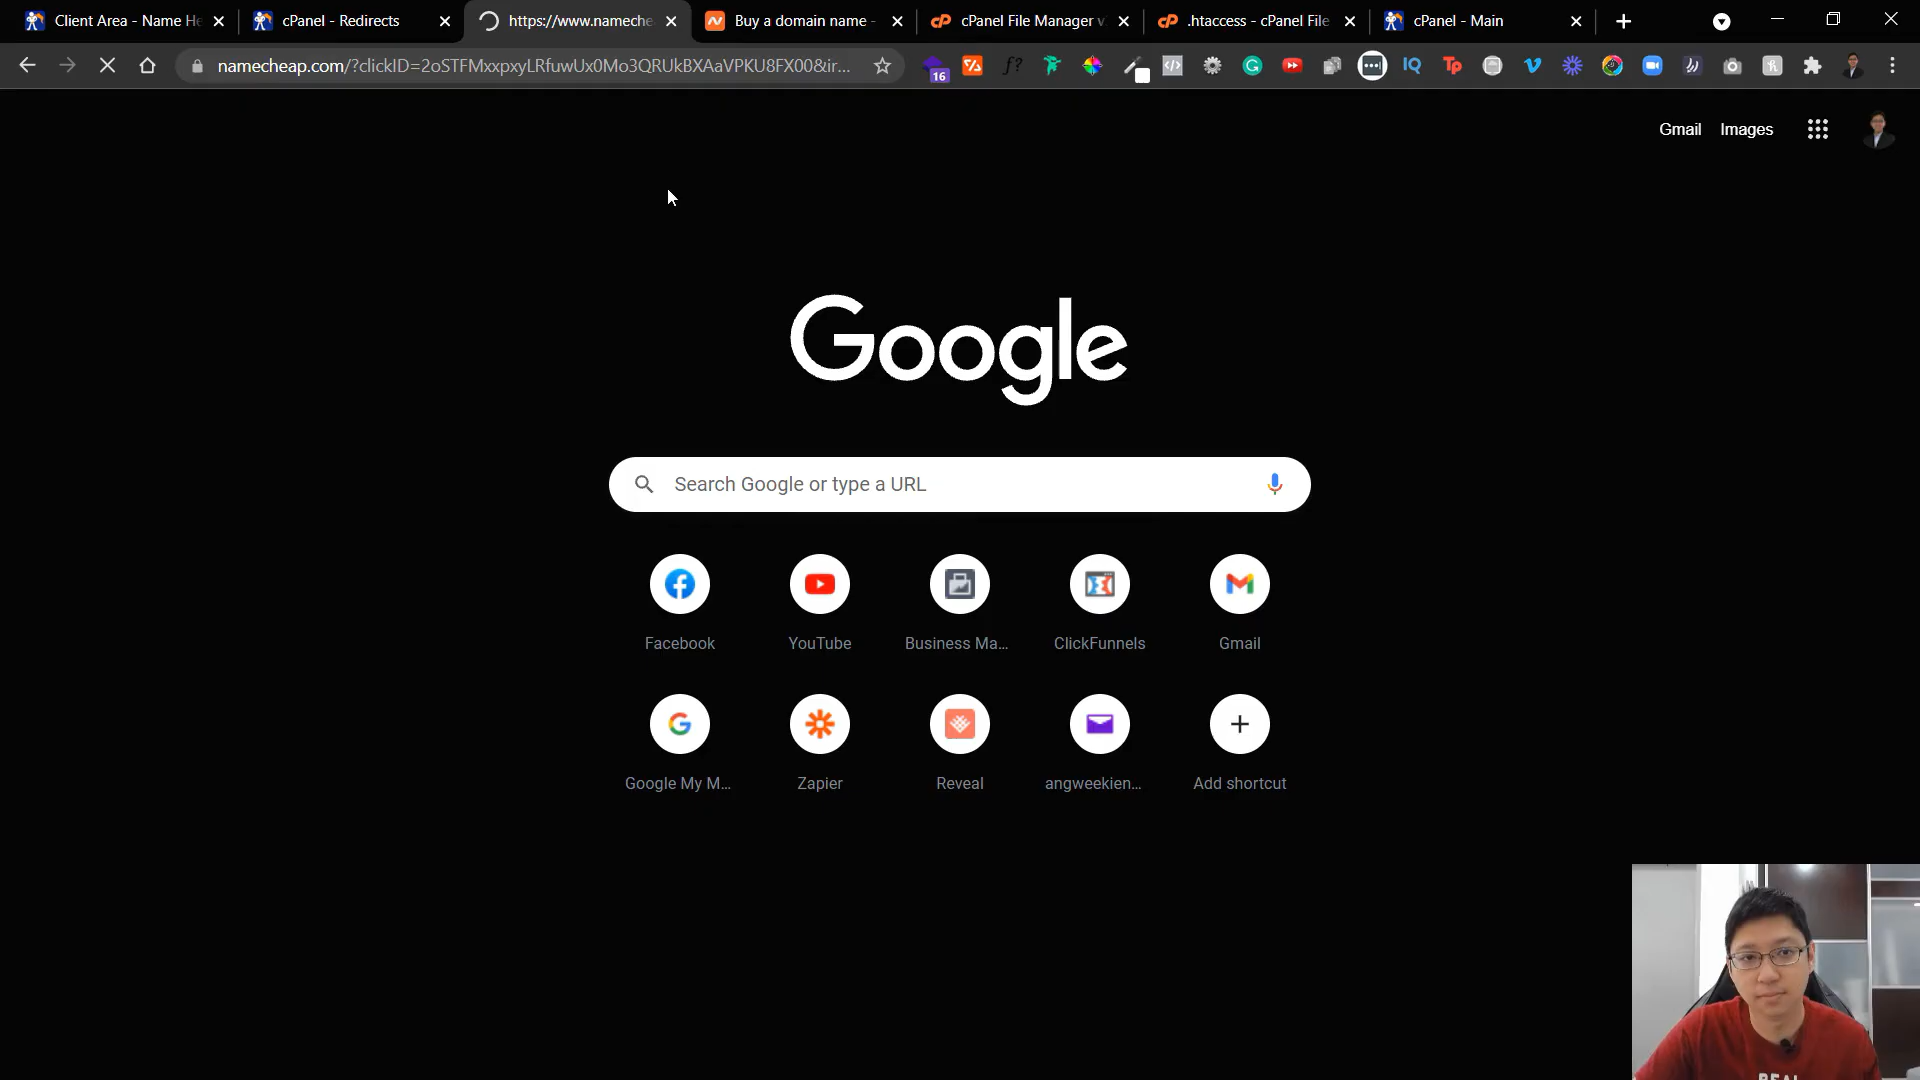 Client Area - Name He
cPanel - Redirects
https://www.nameche
Buy a domain name -
cPanel File Manager v
.htaccess - cPanel File
cPanel - Main
namecheap.com/?clickID=2oSTFMxxpxyLRfuwUx0Mo3QRUkBXAaVPKU8FX00&ir...
16
f?
IQ
Tp
Gmail
Images
Google
Search Google or type a URL
Facebook
YouTube
Business Ma...
ClickFunnels
Gmail
Google My M...
Zapier
Reveal
angweekien...
Add shortcut